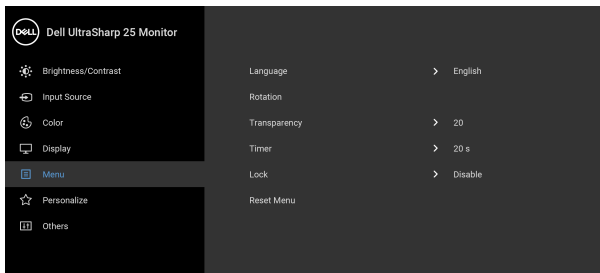 DELL Dell UltraSharp 25 Monitor
Brightness/Contrast
Input Source
Color
Display
Menu
Personalize
Others
Language > English
Rotation
Transparency > 20
Timer > 20 s
Lock > Disable
Reset Menu